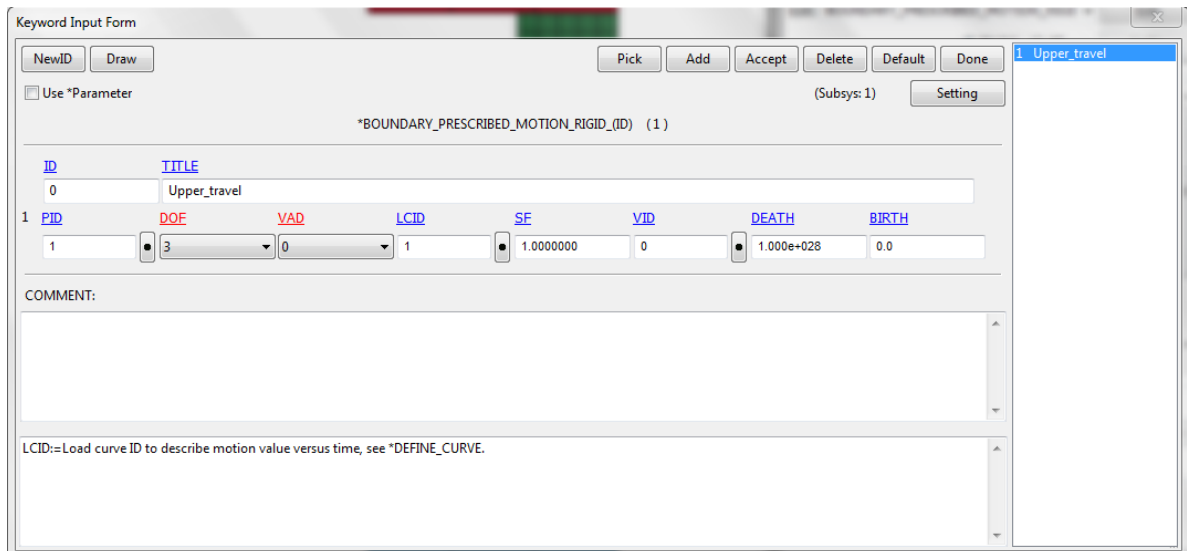 Keyword Input Form
NewID Draw Pick Add Accept Delete Default Done
1 Upper_travel
Use *Parameter (Subsys: 1) Setting
*BOUNDARY_PRESCRIBED_MOTION_RIGID_(ID) (1)
ID TITLE
0 Upper_travel
1 PID DOF VAD LCID SF VID DEATH BIRTH
1 3 0 1 1.0000000 0 1.000e+028 0.0
COMMENT:
LCID:=Load curve ID to describe motion value versus time, see *DEFINE_CURVE.